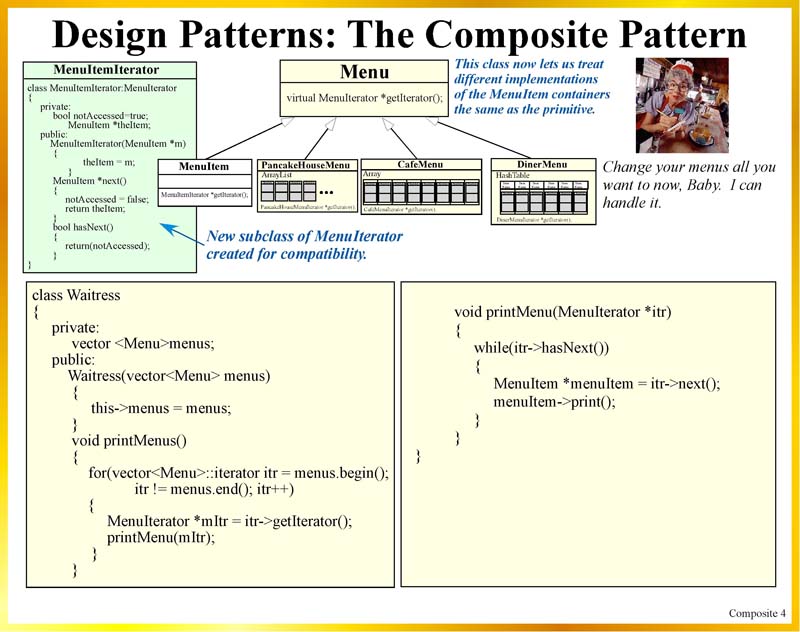 Design Patterns: The Composite Pattern
MenuItemIterator
class MenuItemIterator:MenuIterator
{
private:
bool notAccessed=true;
MenuItem *theItem;
public:
MenuItemIterator(MenuItem *m)
{
theItem = m;
}
MenuItem *next()
{
notAccessed = false;
return theItem;
}
bool hasNext()
{
return(notAccessed);
}
}
Menu
virtual MenuIterator *getIterator();
This class now lets us treat
different implementations
of the MenuItem containers
the same as the primitive.
MenuItem
MenuItemIterator *getIterator();
PancakeHouseMenu
ArrayList
...
PancakeHouseMenuIterator *getIterator();
CafeMenu
Array
CafeMenuIterator *getIterator();
DinerMenu
HashTable
DinerMenuIterator *getIterator();
Change your menus all you
want to now, Baby.  I can
handle it.
New subclass of MenuIterator
created for compatibility.
class Waitress
{
private:
vector <Menu>menus;
public:
Waitress(vector<Menu> menus)
{
this->menus = menus;
}
void printMenus()
{
for(vector<Menu>::iterator itr = menus.begin();
itr != menus.end(); itr++)
{
MenuIterator *mItr = itr->getIterator();
printMenu(mItr);
}
}
void printMenu(MenuIterator *itr)
{
while(itr->hasNext())
{
MenuItem *menuItem = itr->next();
menuItem->print();
}
}
}
Composite 4